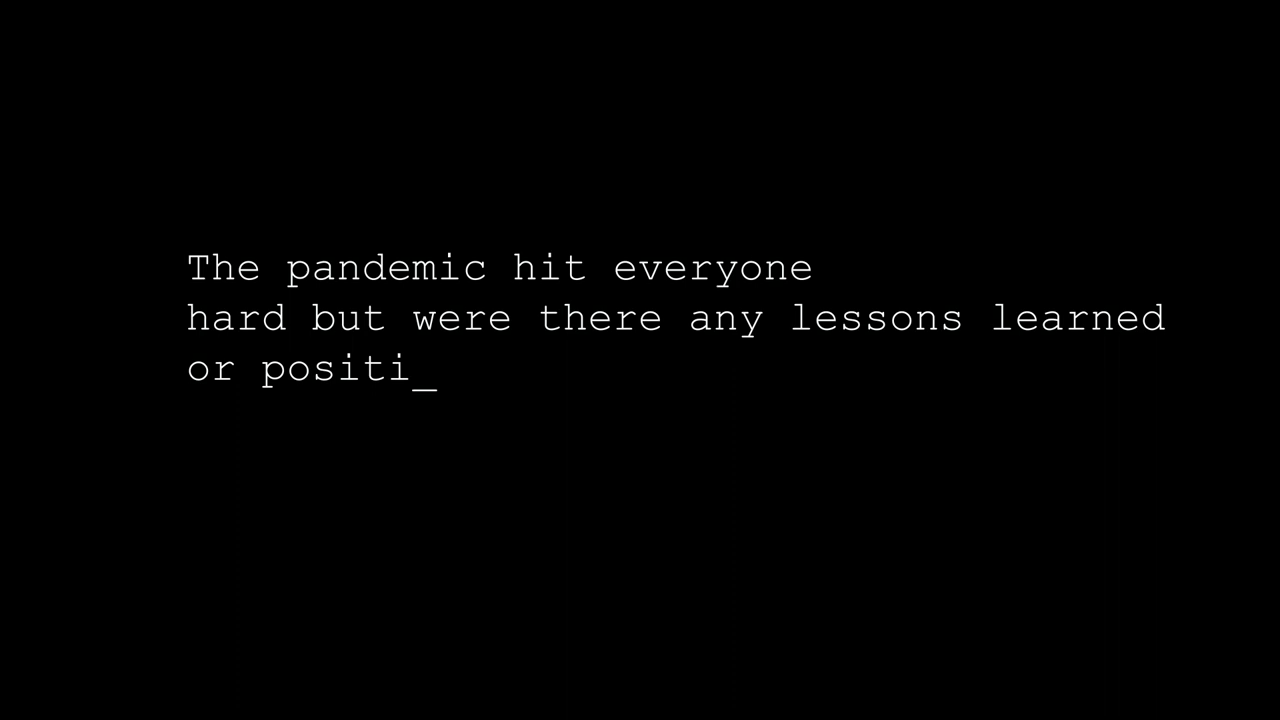 The pandemic hit everyone
hard but were there any lessons learned
or positi_